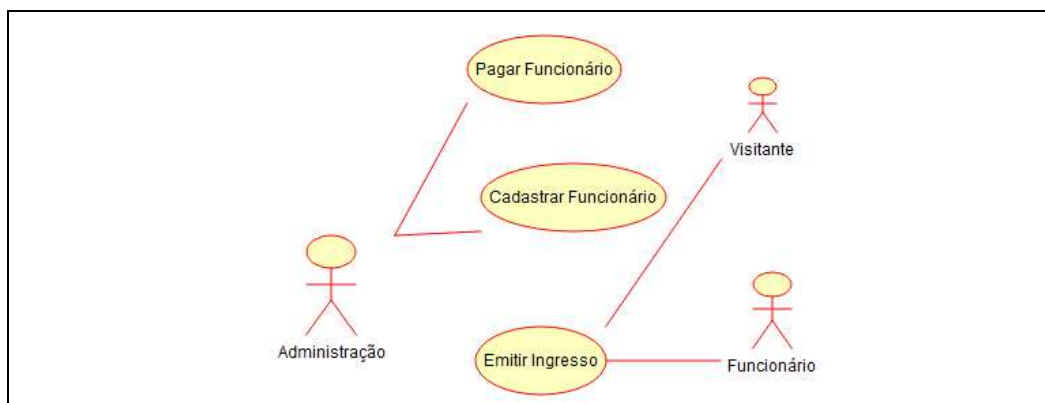 Pagar Funcionário
Visitante
Cadastrar Funcionário
Administração
Emitir Ingresso
Funcionário